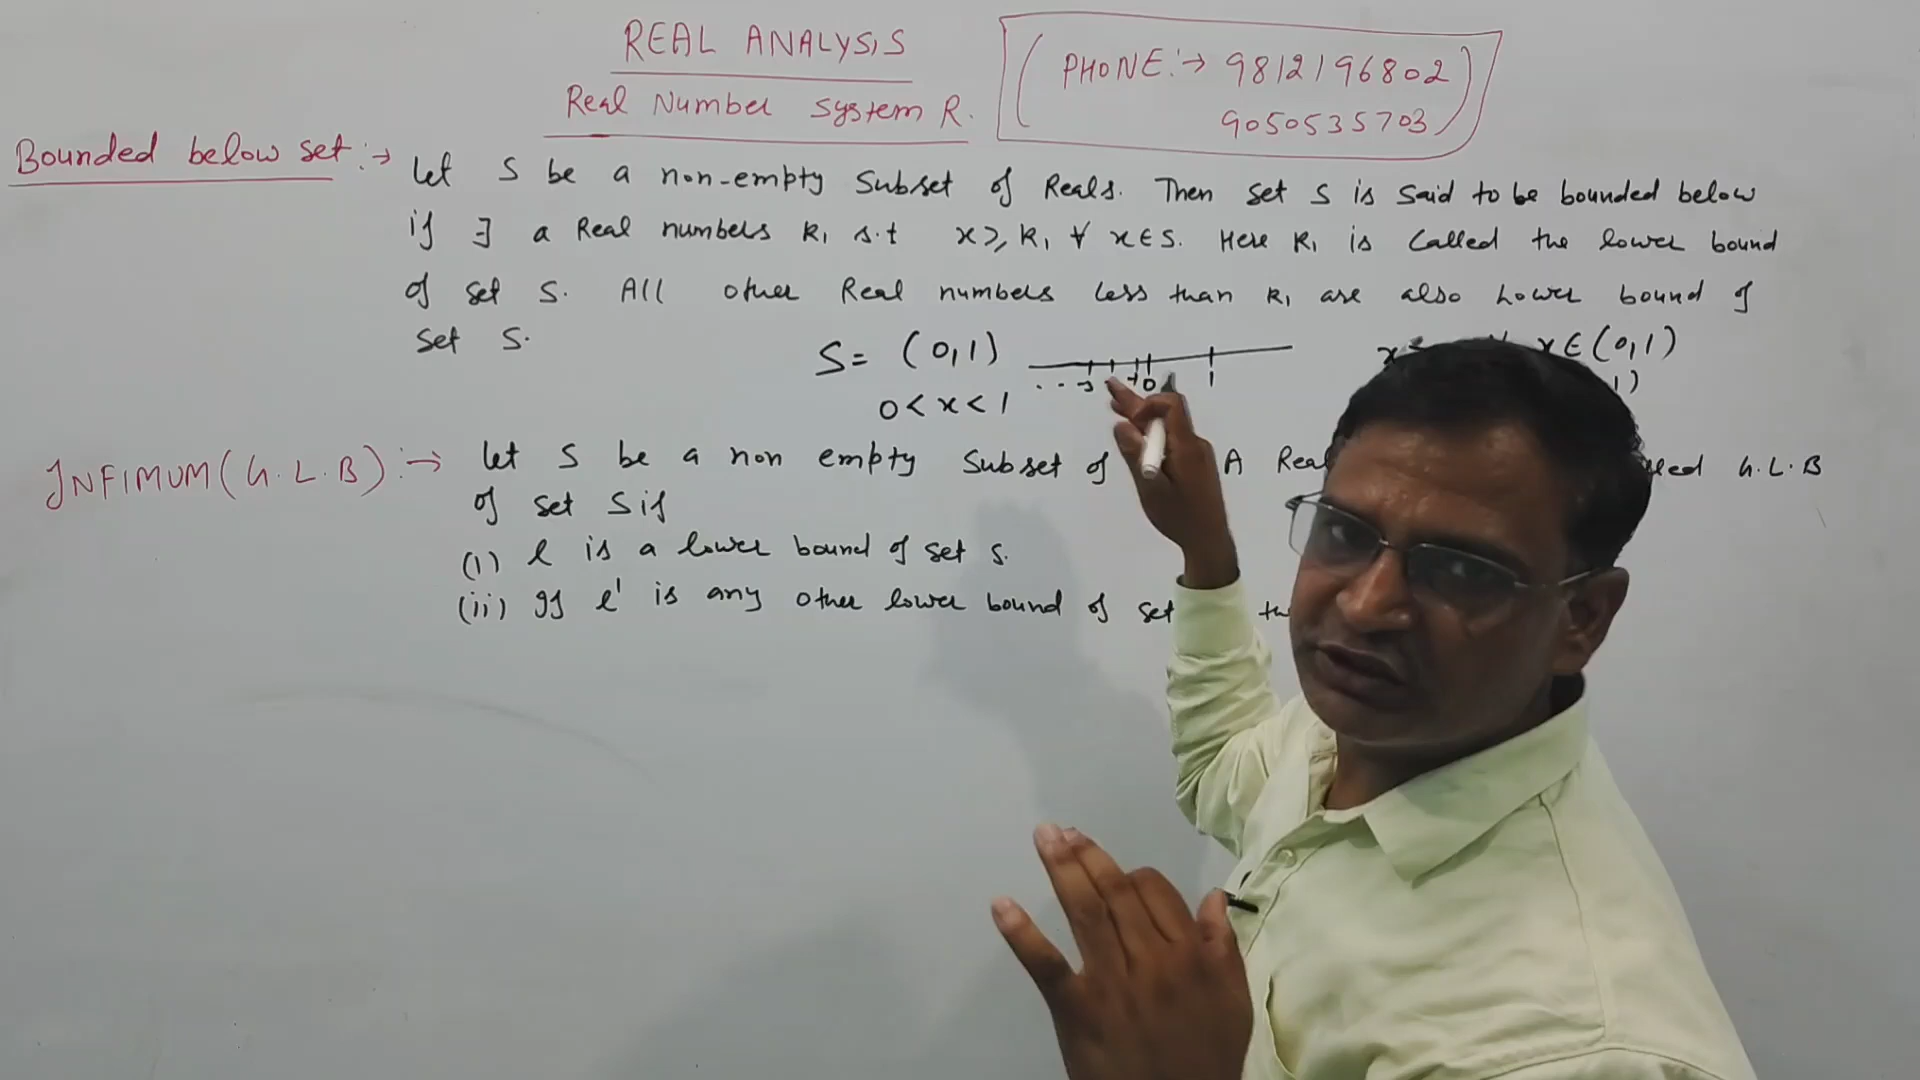 REAL ANALYSIS
Real Number System R.
(PHONE:→ 9812196802
9050535703)
Bounded below set:→
Let S be a non-empty Subset of Reals. Then set S is said to be bounded below
if ∃ a Real numbers k₁ s.t x≥k₁ ∀ x∈S. Here k₁ is called the lower bound
of set S. All other Real numbers less than k₁ are also Lower bound of
set S.
S= (0,1)
0 1
x∈(0,1)
0<x<1
INFIMUM(G.L.B):→
Let S be a non empty Subset of A G.L.B
of set S if
(i) l is a lower bound of set S.
(ii) If l' is any other lower bound of set